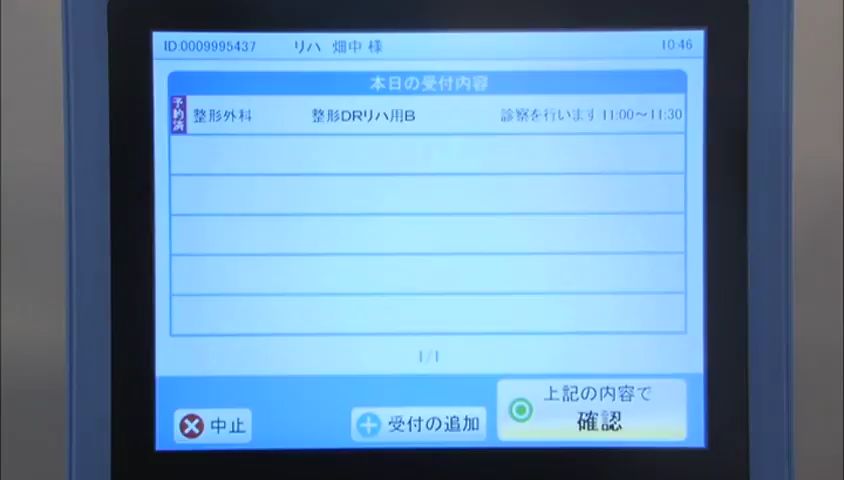 ID:0009995437 リハ 畑中 様 10:46
本日の受付内容
予約済 整形外科 整形DRリハ用B 診察を行います 11:00～11:30
1/1
中止
受付の追加
上記の内容で
確認